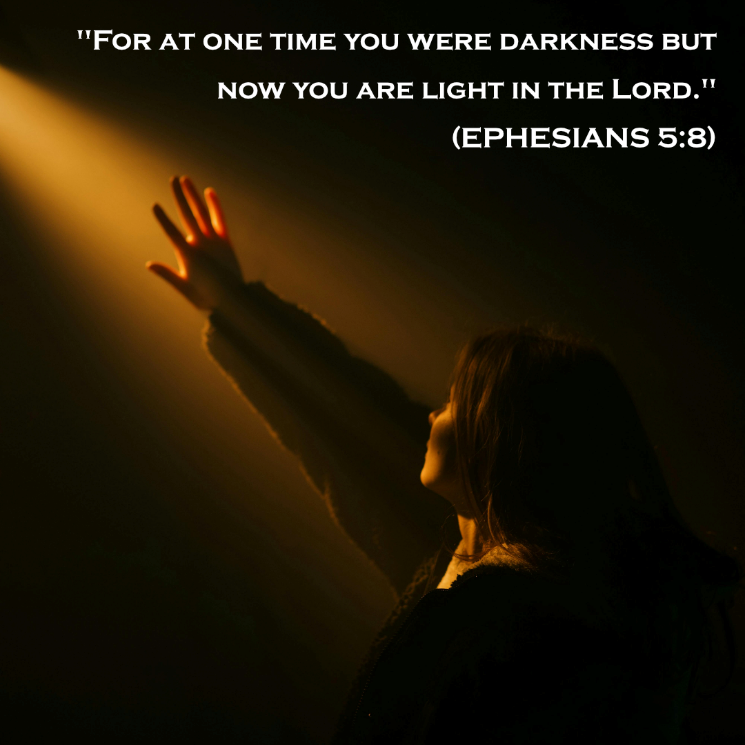 "For at one time you were darkness but
now you are light in the Lord."
(EPHESIANS 5:8)